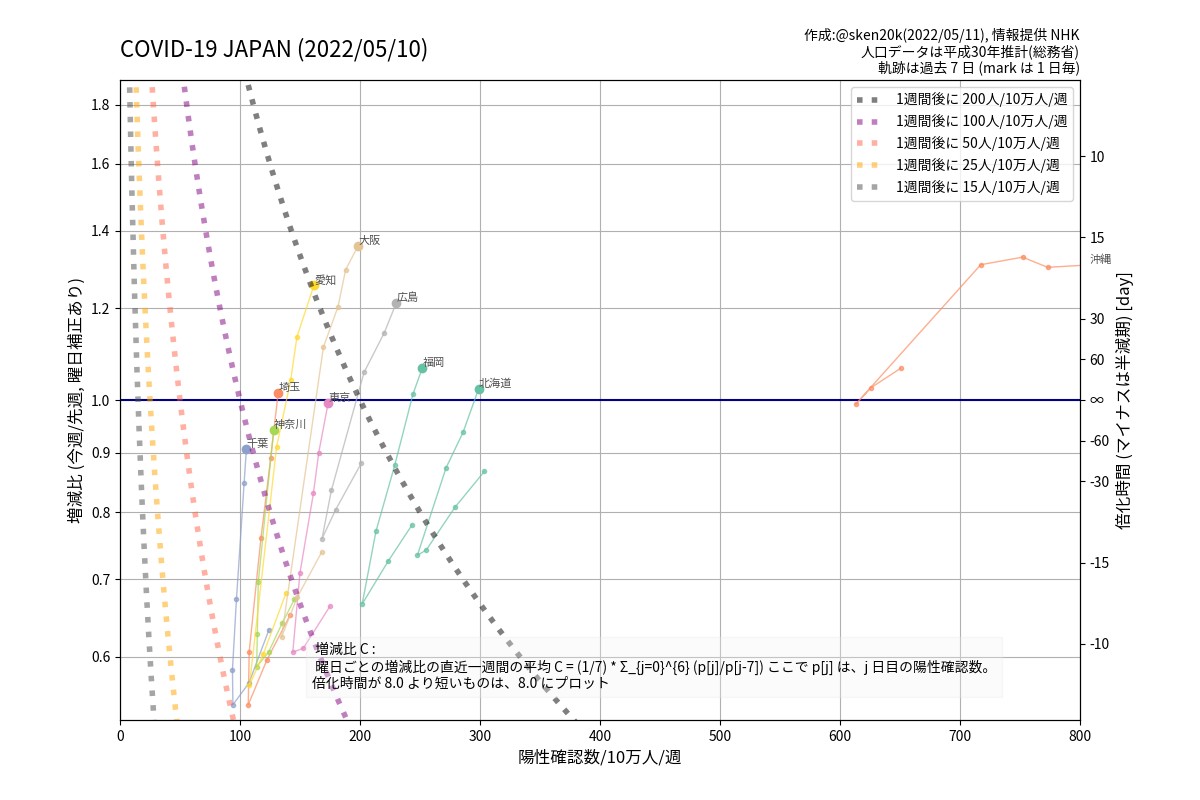 COVID-19 JAPAN (2022/05/10)
作成:@sken20k(2022/05/11), 情報提供 NHK
人口データは平成30年推計(総務省)
軌跡は過去 7 日 (mark は 1 日毎)
1週間後に 200人/10万人/週
1週間後に 100人/10万人/週
1週間後に 50人/10万人/週
1週間後に 25人/10万人/週
1週間後に 15人/10万人/週
増減比 (今週/先週, 曜日補正あり)
1.8
1.6
1.4
1.2
1.0
0.9
0.8
0.7
0.6
大阪
愛知
広島
福岡
北海道
埼玉
東京
神奈川
千葉
沖縄
10
15
30
60
∞
-60
-30
-15
-10
倍化時間 (マイナスは半減期) [day]
増減比 C :
曜日ごとの増減比の直近一週間の平均 C = (1/7) * Σ_{j=0}^{6} (p[j]/p[j-7]) ここで p[j] は、j 日目の陽性確認数。
倍化時間が 8.0 より短いものは、8.0 にプロット
0
100
200
300
400
500
600
700
800
陽性確認数/10万人/週